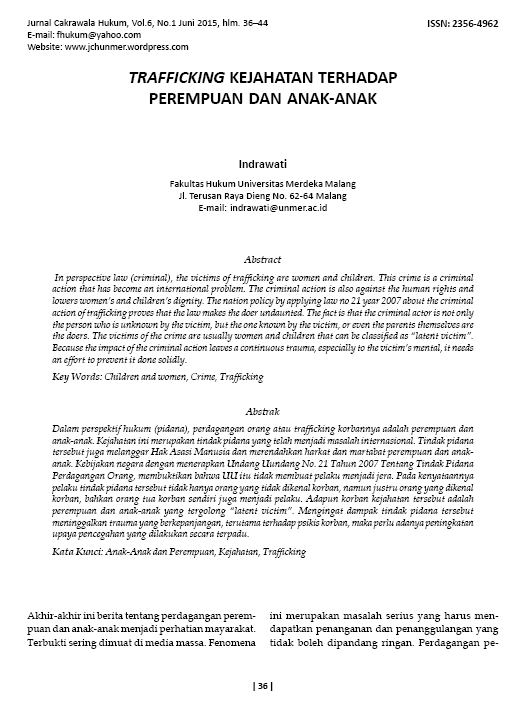 Jurnal Cakrawala Hukum, Vol.6, No.1 Juni 2015, hlm. 36–44
ISSN: 2356-4962
E-mail: fhukum@yahoo.com
Website: www.jchunmer.wordpress.com
TRAFFICKING KEJAHATAN TERHADAP
PEREMPUAN DAN ANAK-ANAK
Indrawati
Fakultas Hukum Universitas Merdeka Malang
Jl. Terusan Raya Dieng No. 62-64 Malang
E-mail: indrawati@unmer.ac.id
Abstract
In perspective law (criminal), the victims of trafficking are women and children. This crime is a criminal
action that has become an international problem. The criminal action is also against the human rights and
lowers women's and children's dignity. The nation policy by applying law no 21 year 2007 about the criminal
action of trafficking proves that the law makes the doer undaunted. The fact is that the criminal actor is not only
the person who is unknown by the victim, but the one known by the victim, or even the parents themselves are
the doers. The victims of the crime are usually women and children that can be classified as "latent victim".
Because the impact of the criminal action leaves a continuous trauma, especially to the victim's mental, it needs
an effort to prevent it done solidly.
Key Words: Children and women, Crime, Trafficking
Abstrak
Dalam perspektif hukum (pidana), perdagangan orang atau trafficking korbannya adalah perempuan dan
anak-anak. Kejahatan ini merupakan tindak pidana yang telah menjadi masalah internasional. Tindak pidana
tersebut juga melanggar Hak Asasi Manusia dan merendahkan harkat dan martabat perempuan dan anak-
anak. Kebijakan negara dengan menerapkan Undang Uundang No. 21 Tahun 2007 Tentang Tindak Pidana
Perdagangan Orang, membuktikan bahwa UU itu tidak membuat pelaku menjadi jera. Pada kenyataannya
pelaku tindak pidana tersebut tidak hanya orang yang tidak dikenal korban, namun justru orang yang dikenal
korban, bahkan orang tua korban sendiri juga menjadi pelaku. Adapun korban kejahatan tersebut adalah
perempuan dan anak-anak yang tergolong "latent victim". Mengingat dampak tindak pidana tersebut
meninggalkan trauma yang berkepanjangan, terutama terhadap psikis korban, maka perlu adanya peningkatan
upaya pencegahan yang dilakukan secara terpadu.
Kata Kunci: Anak-Anak dan Perempuan, Kejahatan, Trafficking
Akhir-akhir ini berita tentang perdagangan perem-
puan dan anak-anak menjadi perhatian mayarakat.
Terbukti sering dimuat di media massa. Fenomena
ini merupakan masalah serius yang harus men-
dapatkan penanganan dan penanggulangan yang
tidak boleh dipandang ringan. Perdagangan pe-
| 36 |